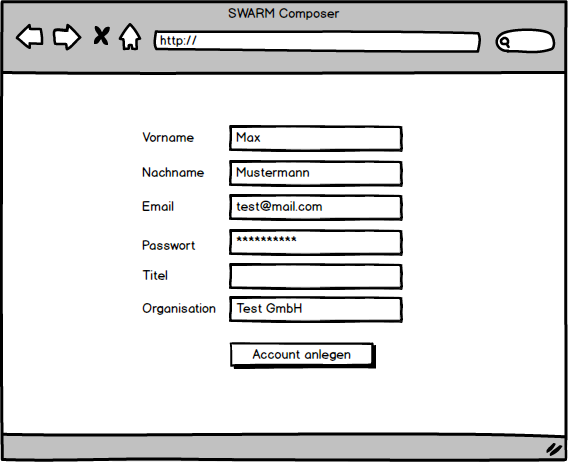 SWARM Composer
http://
Vorname Max
Nachname Mustermann
Email test@mail.com
Passwort **********
Titel
Organisation Test GmbH
Account anlegen